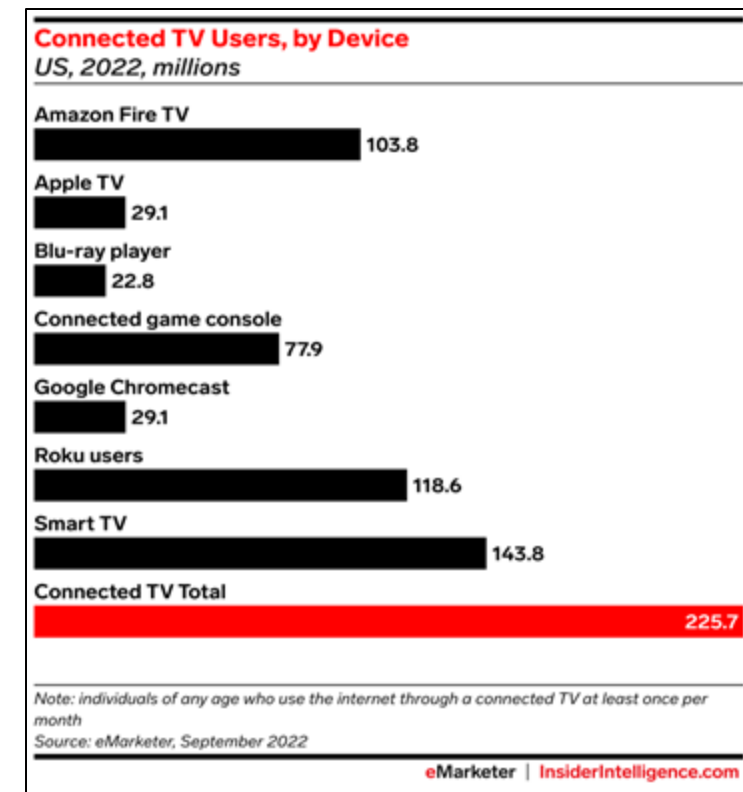 Connected TV Users, by Device
US, 2022, millions
Amazon Fire TV
103.8
Apple TV
29.1
Blu-ray player
22.8
Connected game console
77.9
Google Chromecast
29.1
Roku users
118.6
Smart TV
143.8
Connected TV Total
225.7
Note: individuals of any age who use the internet through a connected TV at least once per
month
Source: eMarketer, September 2022
eMarketer | InsiderIntelligence.com